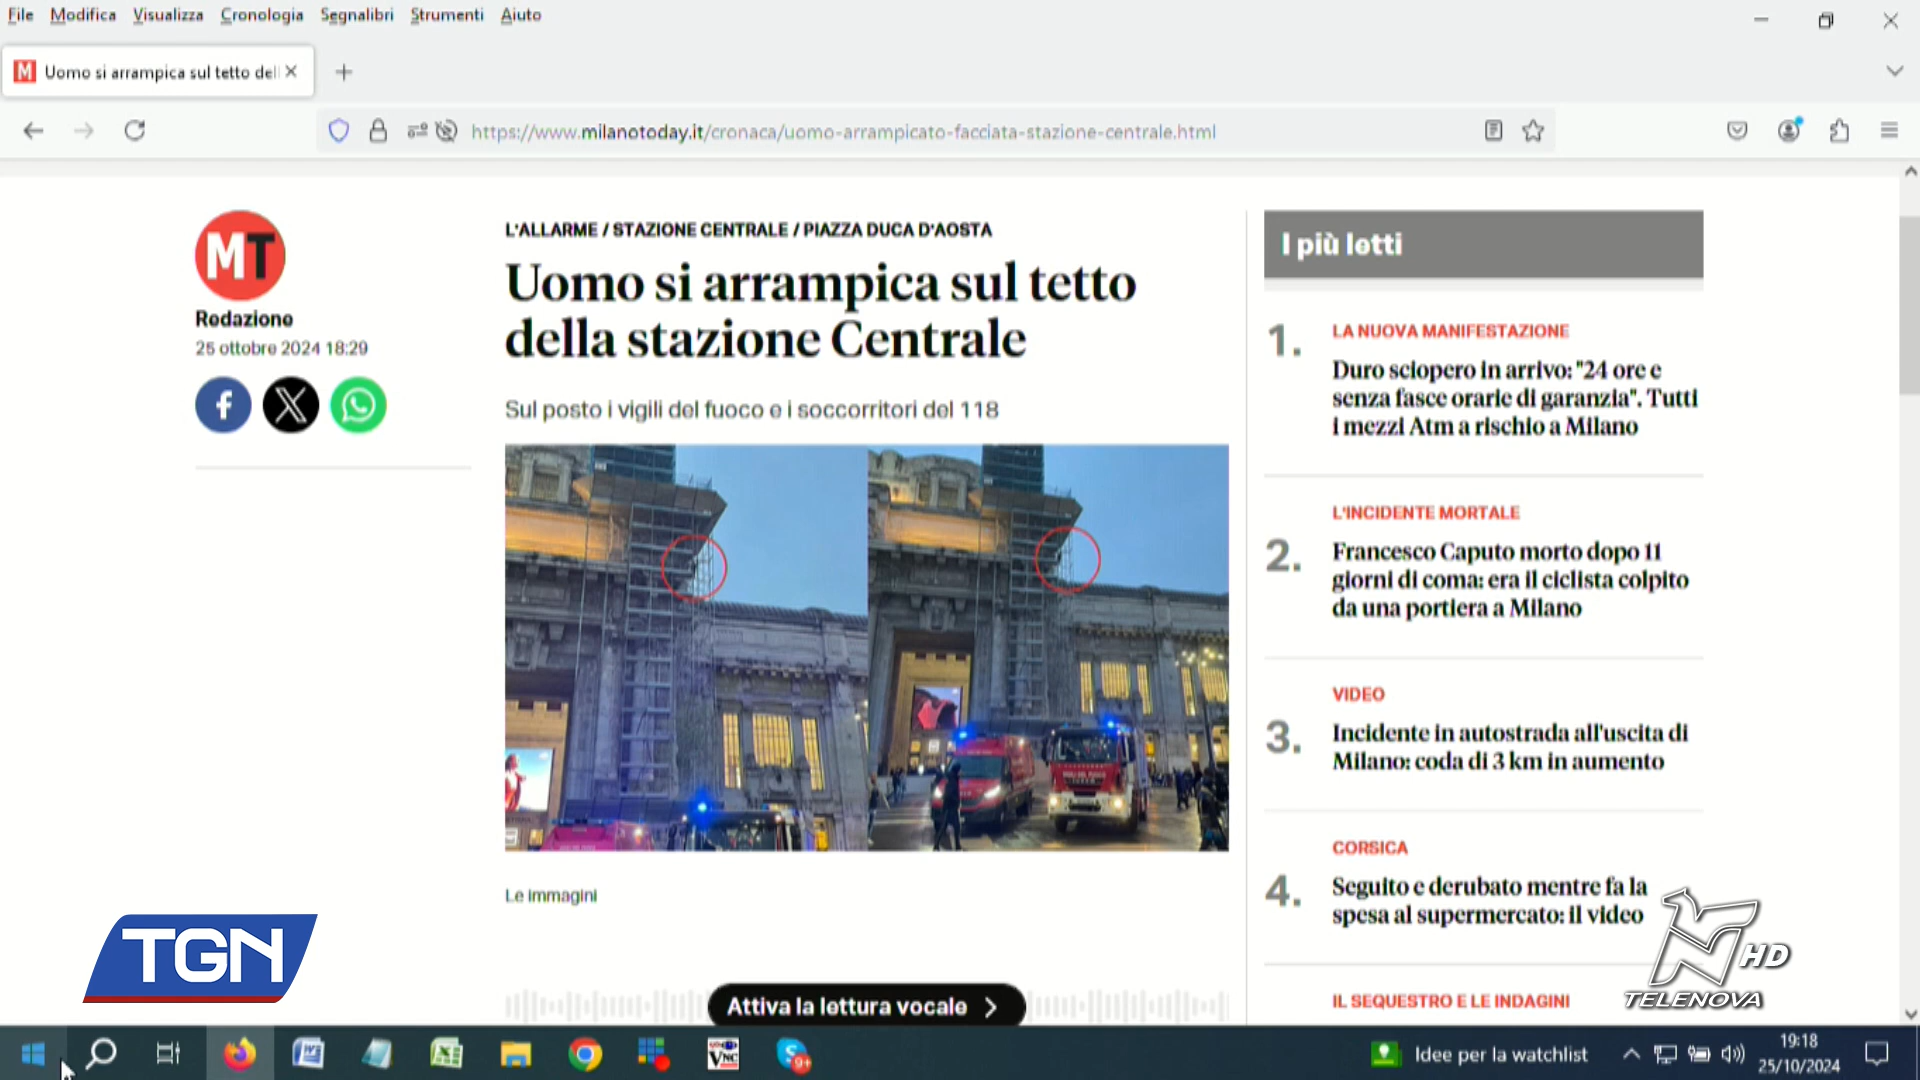 File Modifica Visualizza Cronologia Segnalibri Strumenti Aiuto
M Uomo si arrampica sul tetto del
https://www.milanotoday.it/cronaca/uomo-arrampicato-facciata-stazione-centrale.html
MT
Redazione
25 ottobre 2024 18:29
L'ALLARME / STAZIONE CENTRALE / PIAZZA DUCA D'AOSTA
Uomo si arrampica sul tetto
della stazione Centrale
Sul posto i vigili del fuoco e i soccorritori del 118
Le immagini
Attiva la lettura vocale
I più letti
1. LA NUOVA MANIFESTAZIONE
Duro sciopero in arrivo: "24 ore e
senza fasce orarie di garanzia". Tutti
i mezzi Atm a rischio a Milano
2. L'INCIDENTE MORTALE
Francesco Caputo morto dopo 11
giorni di coma: era il ciclista colpito
da una portiera a Milano
3. VIDEO
Incidente in autostrada all'uscita di
Milano: coda di 3 km in aumento
4. CORSICA
Seguito e derubato mentre fa la
spesa al supermercato: il video
IL SEQUESTRO E LE INDAGINI
TGN
HD
TELENOVA
VNC
9+
Idee per la watchlist
19:18
25/10/2024